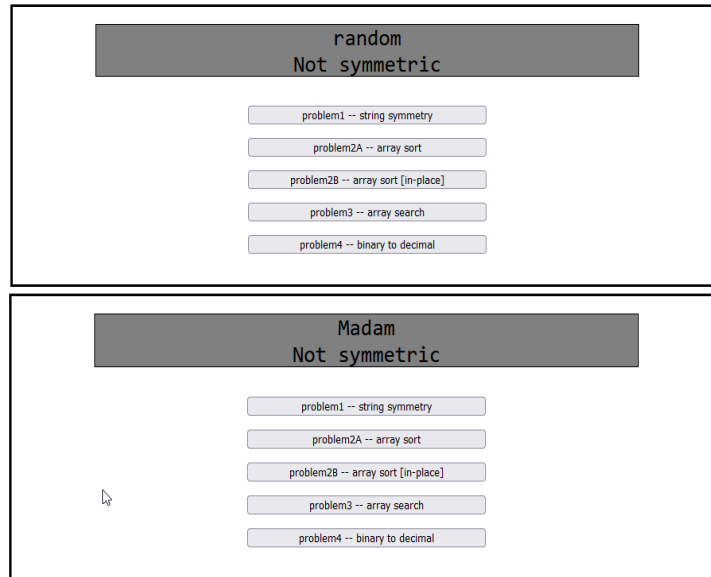 random
Not symmetric
problem1 -- string symmetry
problem2A -- array sort
problem2B -- array sort [in-place]
problem3 -- array search
problem4 -- binary to decimal
Madam
Not symmetric
problem1 -- string symmetry
problem2A -- array sort
problem2B -- array sort [in-place]
problem3 -- array search
problem4 -- binary to decimal